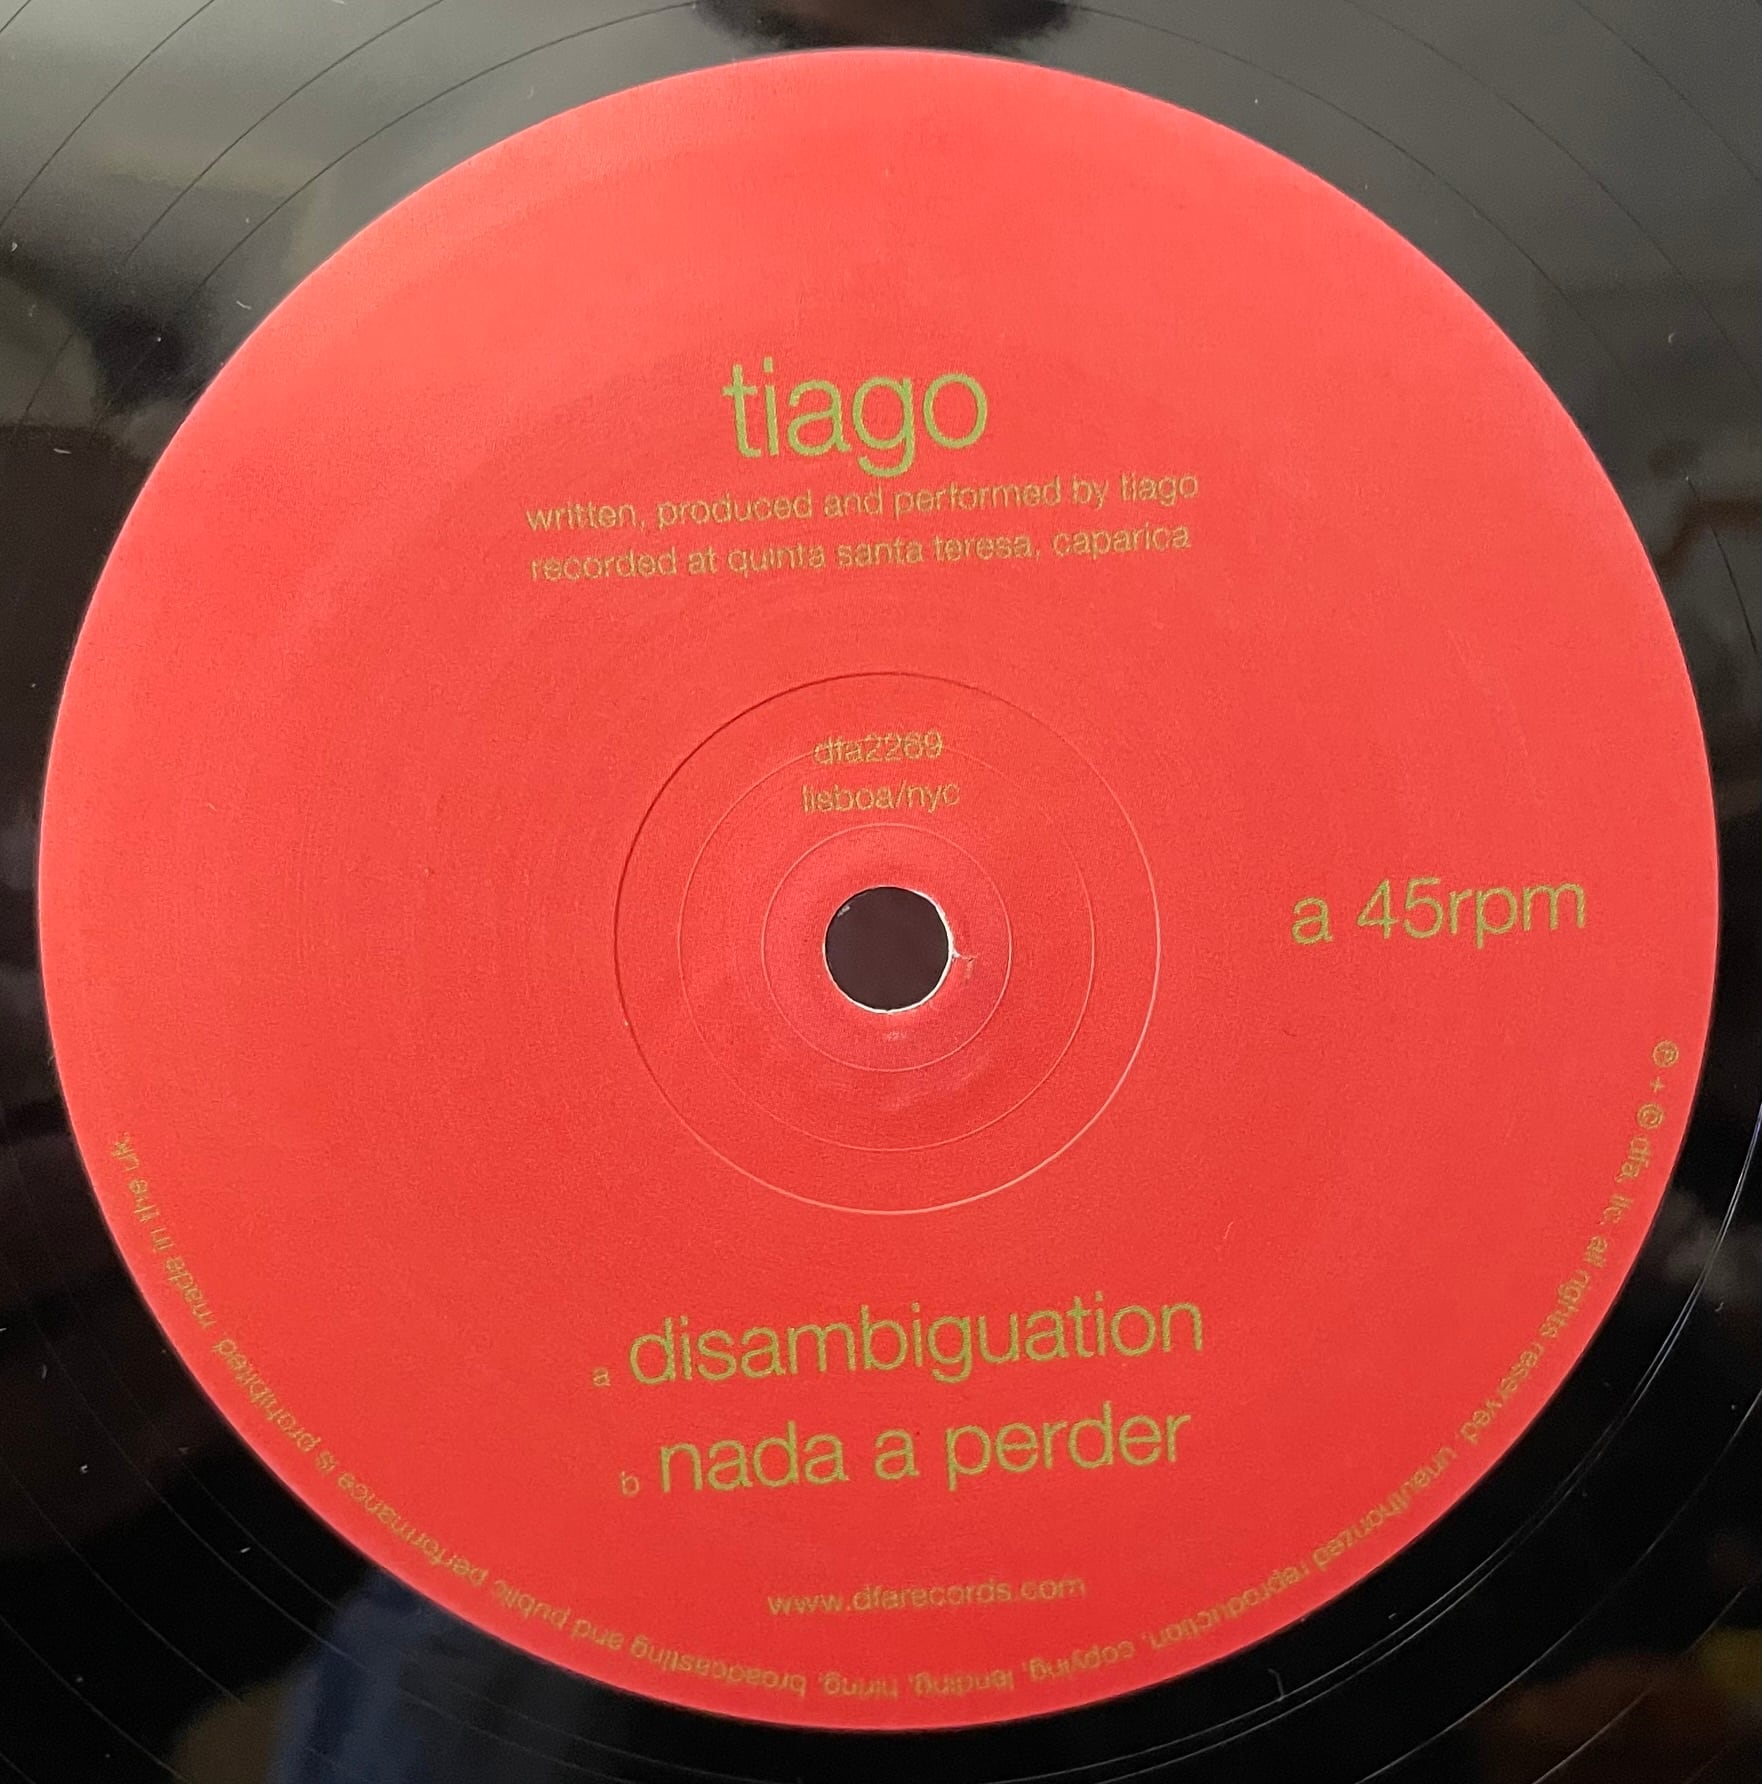 tiago
written, produced and performed by tiago
recorded at quinta santa teresa, caparica
dfa2269
lisboa/nyc
a 45rpm
a disambiguation
b nada a perder
www.dfarecords.com
℗ + © dfa, llc. all rights reserved. unauthorized reproduction, copying, lending, hiring, broadcasting and public performance is prohibited. made in the uk.